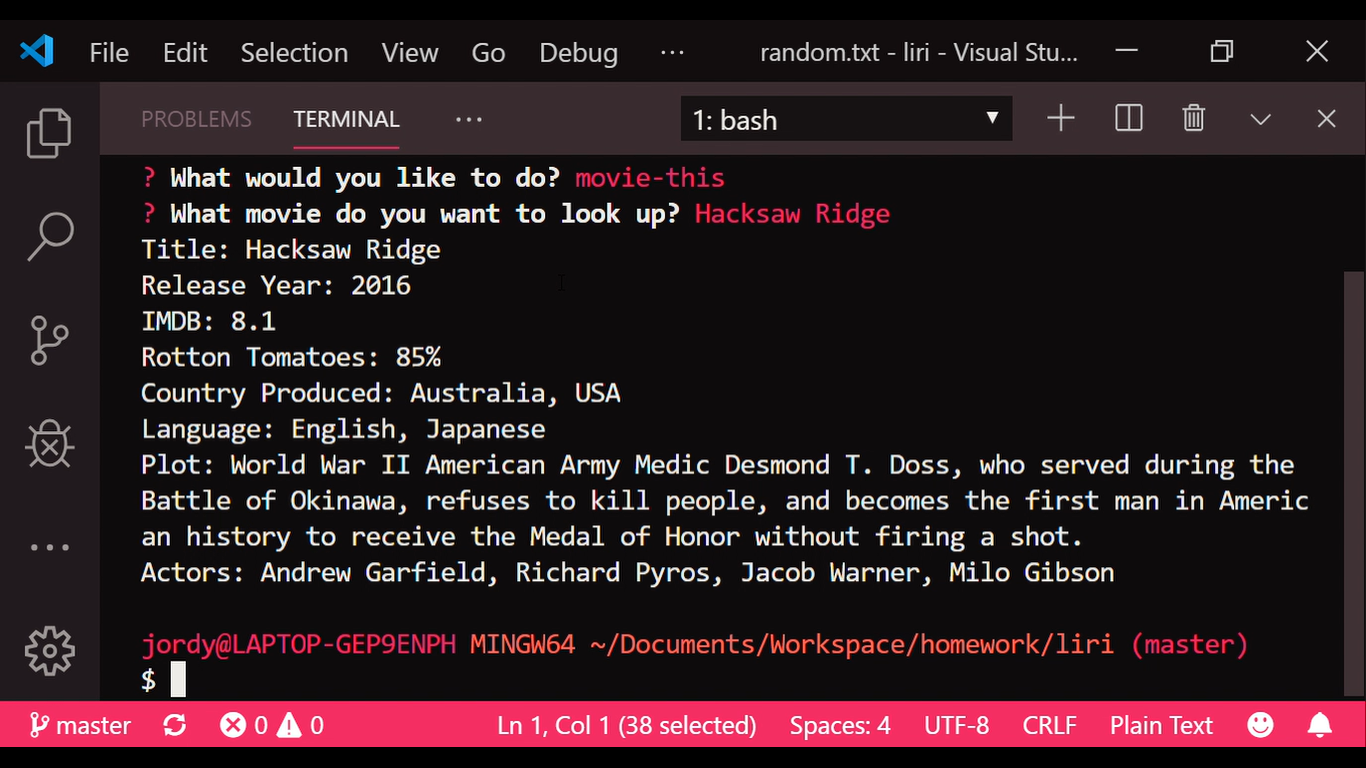 File Edit Selection View Go Debug ... random.txt - liri - Visual Stu...
PROBLEMS TERMINAL ... 1: bash
? What would you like to do? movie-this
? What movie do you want to look up? Hacksaw Ridge
Title: Hacksaw Ridge
Release Year: 2016
IMDB: 8.1
Rotton Tomatoes: 85%
Country Produced: Australia, USA
Language: English, Japanese
Plot: World War II American Army Medic Desmond T. Doss, who served during the
Battle of Okinawa, refuses to kill people, and becomes the first man in Americ
an history to receive the Medal of Honor without firing a shot.
Actors: Andrew Garfield, Richard Pyros, Jacob Warner, Milo Gibson
jordy@LAPTOP-GEP9ENPH MINGW64 ~/Documents/Workspace/homework/liri (master)
$
master 0 0 Ln 1, Col 1 (38 selected) Spaces: 4 UTF-8 CRLF Plain Text